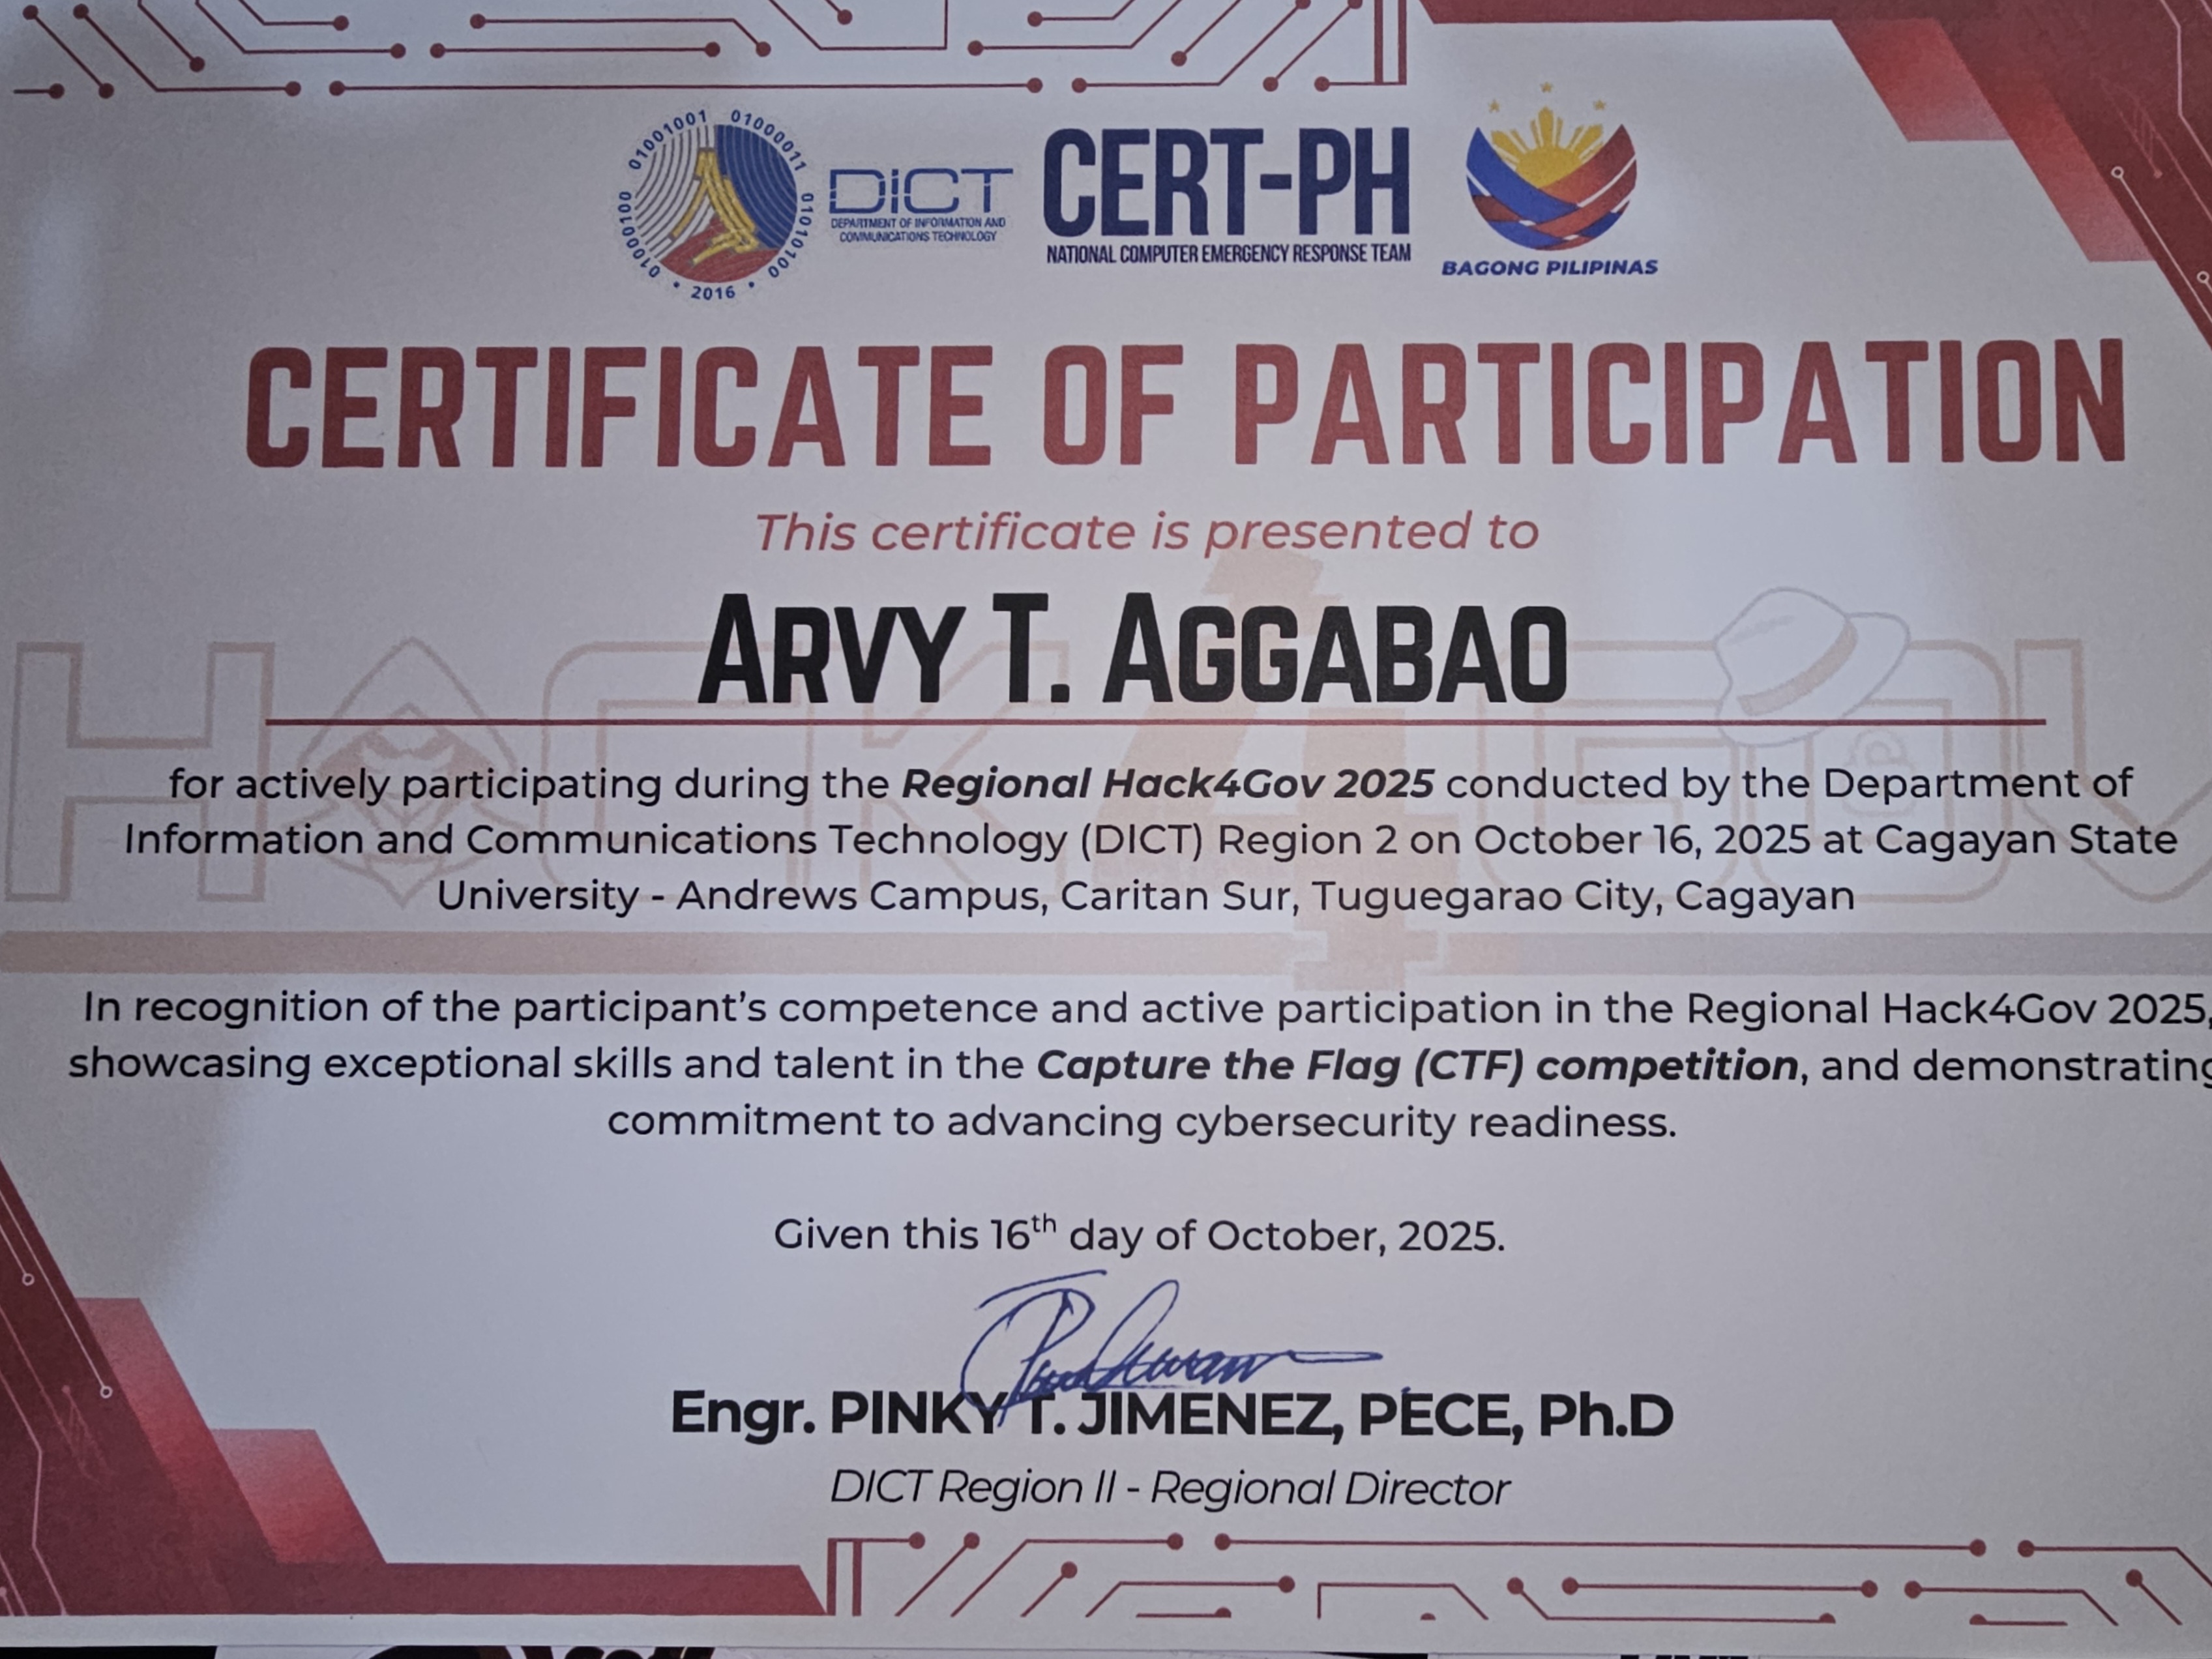 01000100 01001001 01000011 01010100
• 2016 •
DICT
DEPARTMENT OF INFORMATION AND
COMMUNICATIONS TECHNOLOGY
CERT-PH
NATIONAL COMPUTER EMERGENCY RESPONSE TEAM
BAGONG PILIPINAS
CERTIFICATE OF PARTICIPATION
This certificate is presented to
ARVY T. AGGABAO
HACK4GOV
for actively participating during the Regional Hack4Gov 2025 conducted by the Department of
Information and Communications Technology (DICT) Region 2 on October 16, 2025 at Cagayan State
University - Andrews Campus, Caritan Sur, Tuguegarao City, Cagayan
In recognition of the participant's competence and active participation in the Regional Hack4Gov 2025,
showcasing exceptional skills and talent in the Capture the Flag (CTF) competition, and demonstrating
commitment to advancing cybersecurity readiness.
Given this 16th day of October, 2025.
Engr. PINKY T. JIMENEZ, PECE, Ph.D
DICT Region II - Regional Director